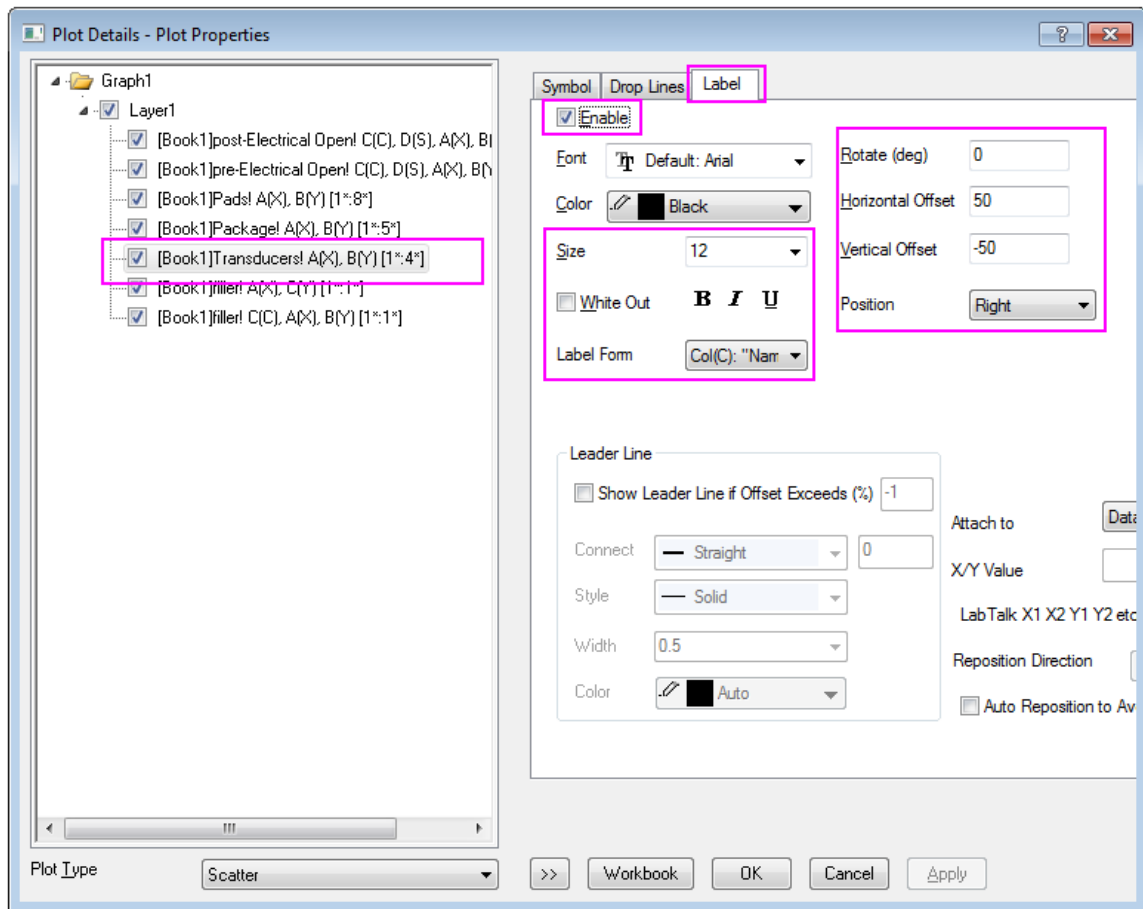 Plot Details - Plot Properties
Graph1
Layer1
[Book1]post-Electrical Open! C(C), D(S), A(X), B(
[Book1]pre-Electrical Open! C(C), D(S), A(X), B(Y
[Book1]Pads! A(X), B(Y) [1*:8*]
[Book1]Package! A(X), B(Y) [1*:5*]
[Book1]Transducers! A(X), B(Y) [1*:4*]
[Book1]filler! A(X), C(Y) [1*:1*]
[Book1]filler! C(C), A(X), B(Y) [1*:1*]
Plot Type
Scatter
Symbol Drop Lines Label
Enable
Font
Default: Arial
Color
Black
Size
12
White Out
B I U
Label Form
Col(C): "Nam
Rotate (deg)
0
Horizontal Offset
50
Vertical Offset
-50
Position
Right
Leader Line
Show Leader Line if Offset Exceeds (%)
-1
Connect
Straight
0
Style
Solid
Width
0.5
Color
Auto
Attach to
Data
X/Y Value
LabTalk X1 X2 Y1 Y2 etc
Reposition Direction
Auto Reposition to Av
>>
Workbook
OK
Cancel
Apply